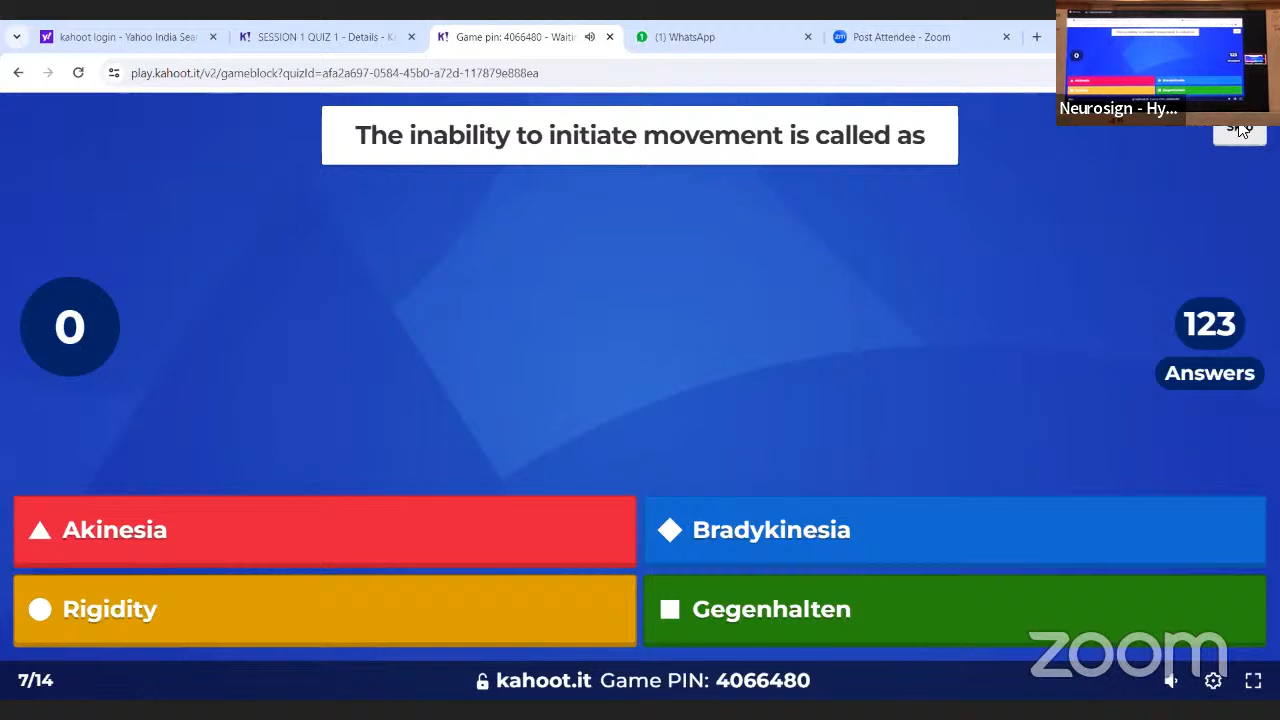 kahoot login - Yahoo India Sea
SESSION 1 QUIZ 1 - D
Game pin: 4066480 - Waiti
(1) WhatsApp
Post Attendee - Zoom
play.kahoot.it/v2/gameblock?quizId=afa2a697-0584-45b0-a72d-117879e888ea
Neurosign - Hy...
The inability to initiate movement is called as
0
123
Answers
Akinesia
Bradykinesia
Rigidity
Gegenhalten
zoom
7/14
kahoot.it Game PIN: 4066480